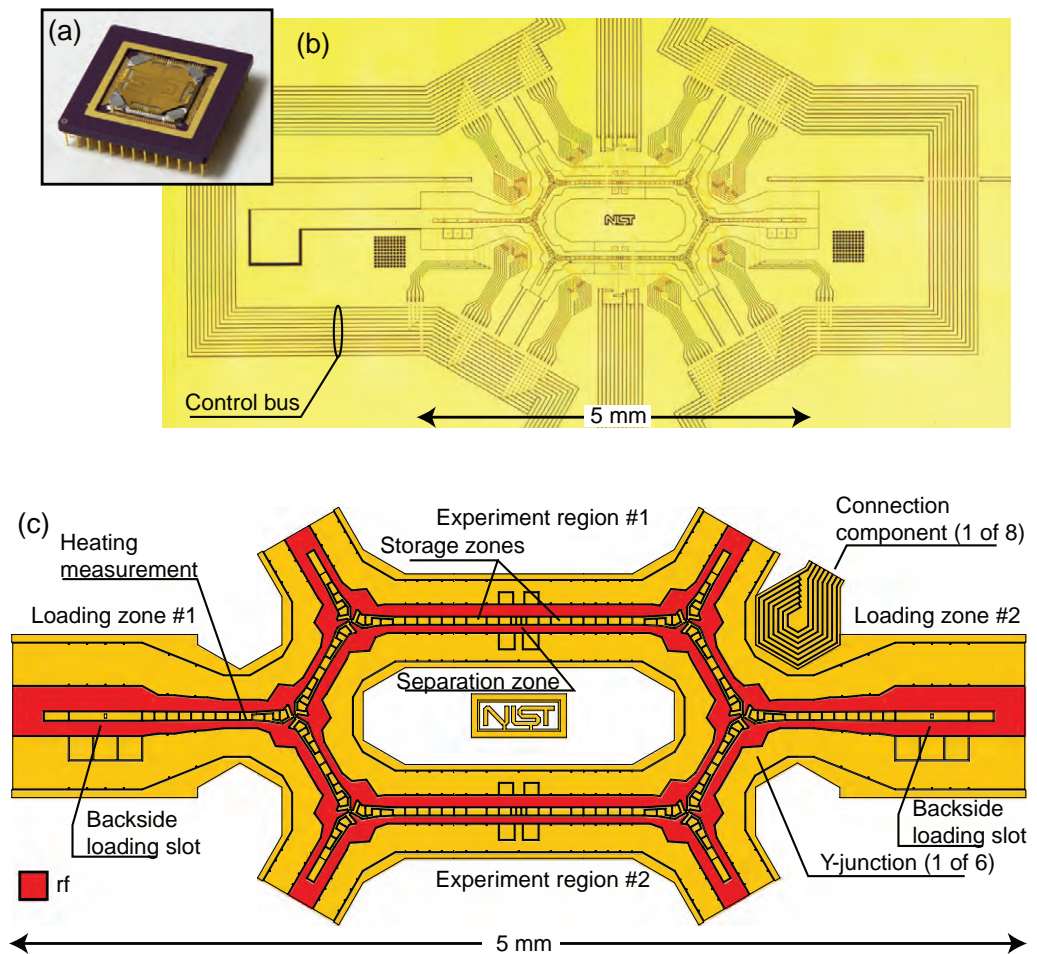 (a)
(b)
NIST
Control bus
5 mm
(c)
Experiment region #1
Storage zones
Heating
measurement
Loading zone #1
Connection
component (1 of 8)
Loading zone #2
Separation zone
NIST
Backside
loading slot
Backside
loading slot
Y-junction (1 of 6)
rf
Experiment region #2
5 mm